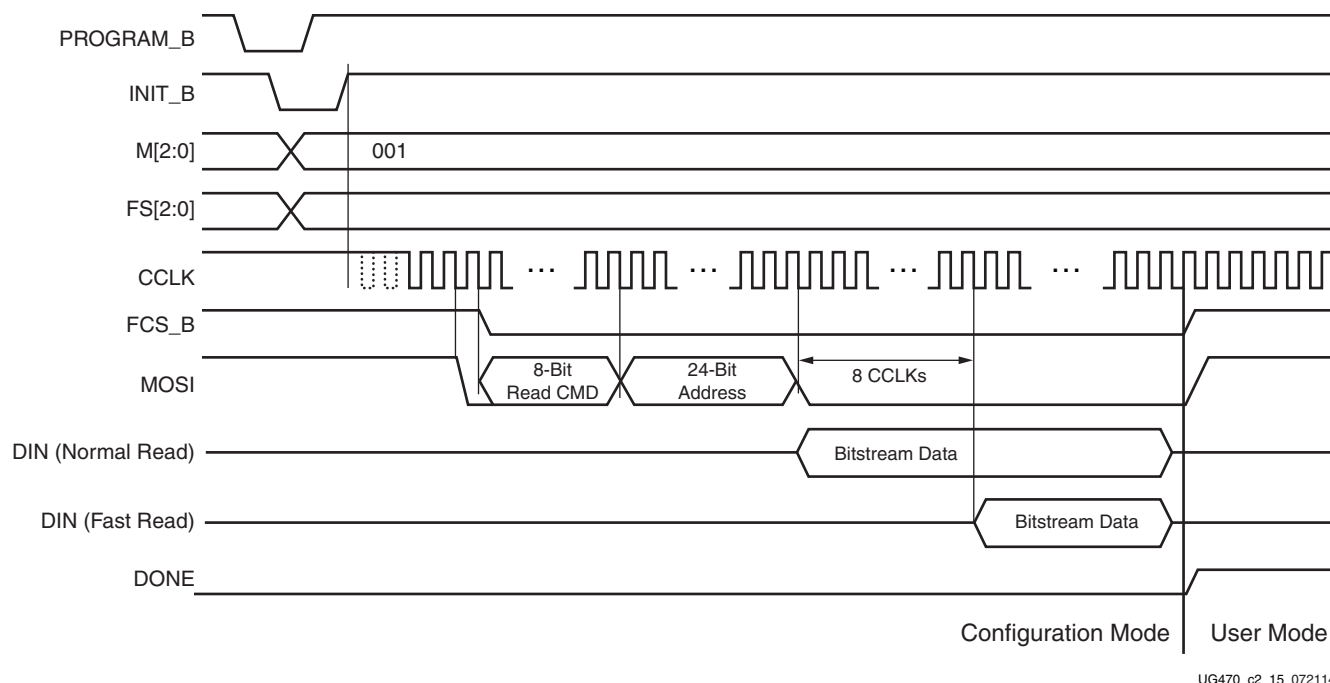 PROGRAM_B
INIT_B
M[2:0]
001
FS[2:0]
CCLK
... ... ... ...
FCS_B
MOSI
8-Bit
Read CMD
24-Bit
Address
8 CCLKs
DIN (Normal Read)
Bitstream Data
DIN (Fast Read)
Bitstream Data
DONE
Configuration Mode
User Mode
UG470_c2_15_072114